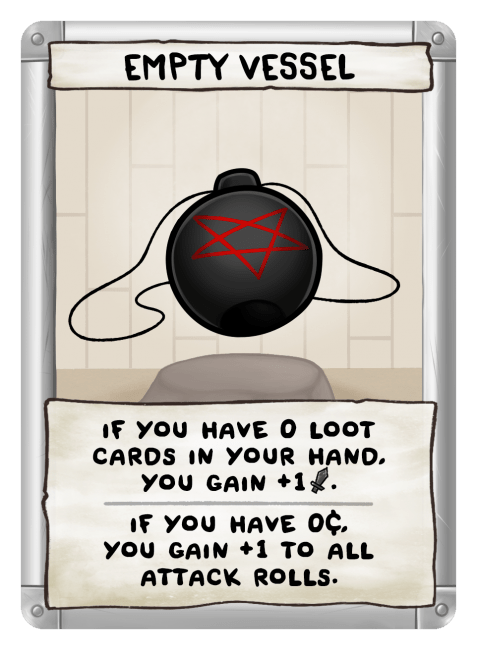 EMPTY VESSEL
IF YOU HAVE 0 LOOT
CARDS IN YOUR HAND,
YOU GAIN +1.
IF YOU HAVE 0¢,
YOU GAIN +1 TO ALL
ATTACK ROLLS.